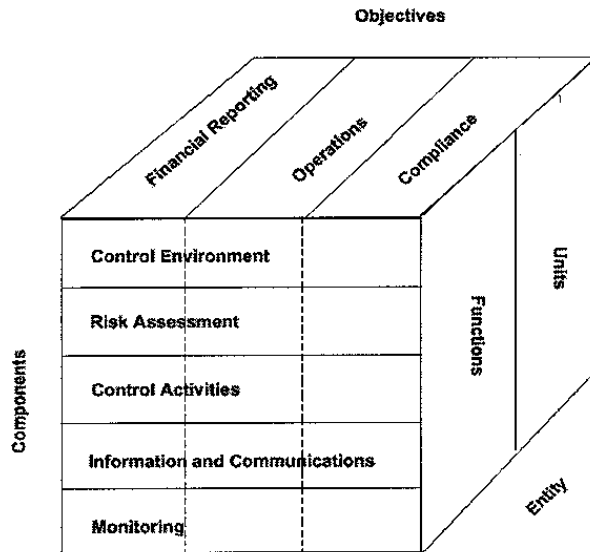 Objectives
Financial Reporting
Operations
Compliance
Components
Control Environment
Risk Assessment
Control Activities
Information and Communications
Monitoring
Functions
Units
Entity